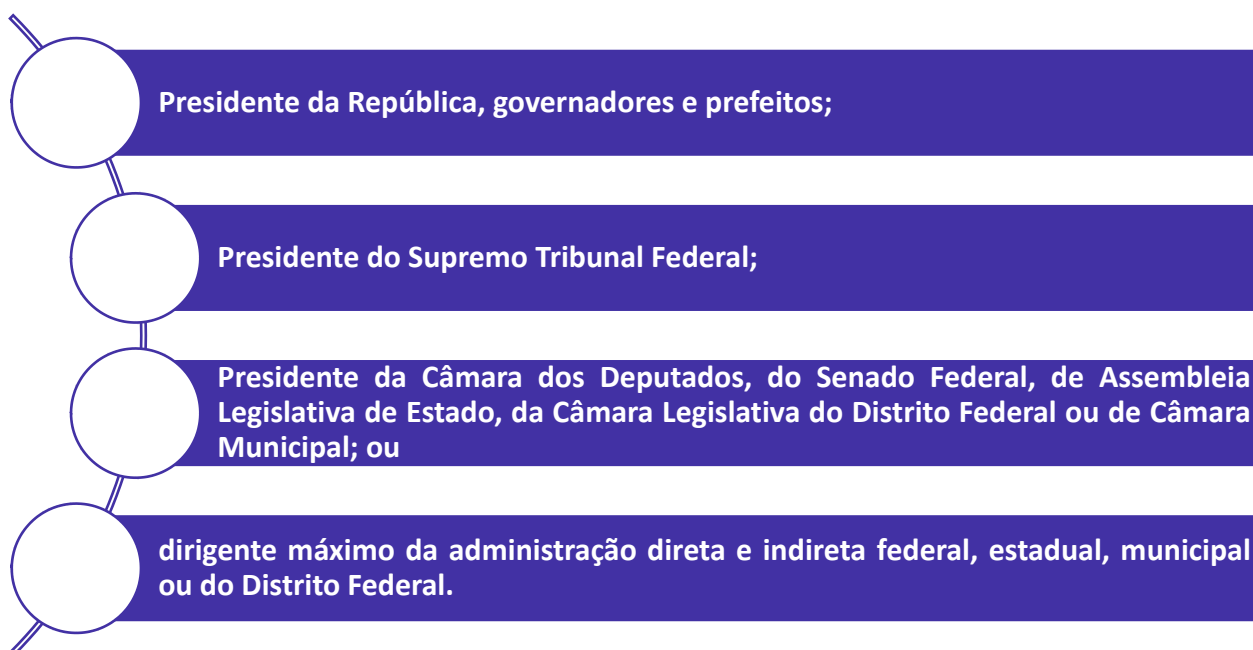 Presidente da República, governadores e prefeitos;
Presidente do Supremo Tribunal Federal;
Presidente da Câmara dos Deputados, do Senado Federal, de Assembleia
Legislativa de Estado, da Câmara Legislativa do Distrito Federal ou de Câmara
Municipal; ou
dirigente máximo da administração direta e indireta federal, estadual, municipal
ou do Distrito Federal.